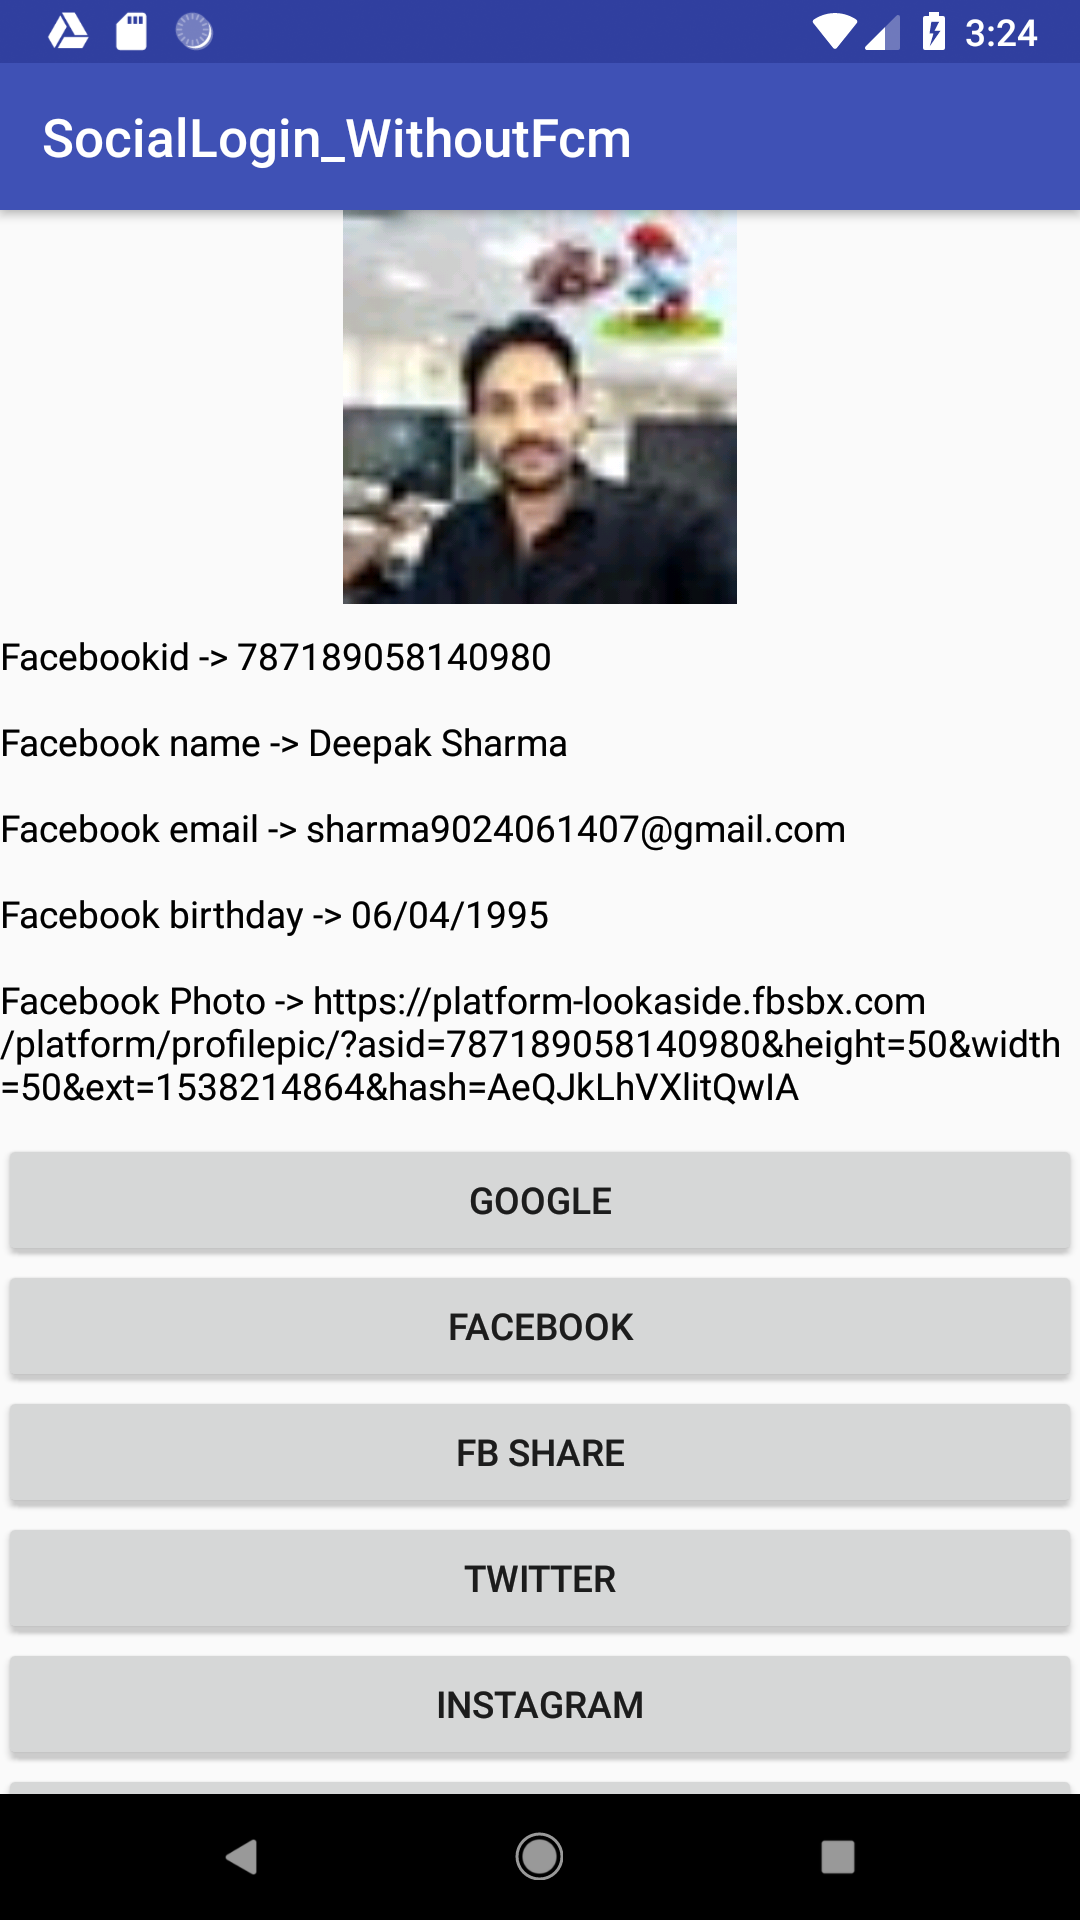 3:24
SocialLogin_WithoutFcm
Facebookid -> 787189058140980
Facebook name -> Deepak Sharma
Facebook email -> sharma9024061407@gmail.com
Facebook birthday -> 06/04/1995
Facebook Photo -> https://platform-lookaside.fbsbx.com
/platform/profilepic/?asid=787189058140980&height=50&width
=50&ext=1538214864&hash=AeQJkLhVXlitQwIA
GOOGLE
FACEBOOK
FB SHARE
TWITTER
INSTAGRAM